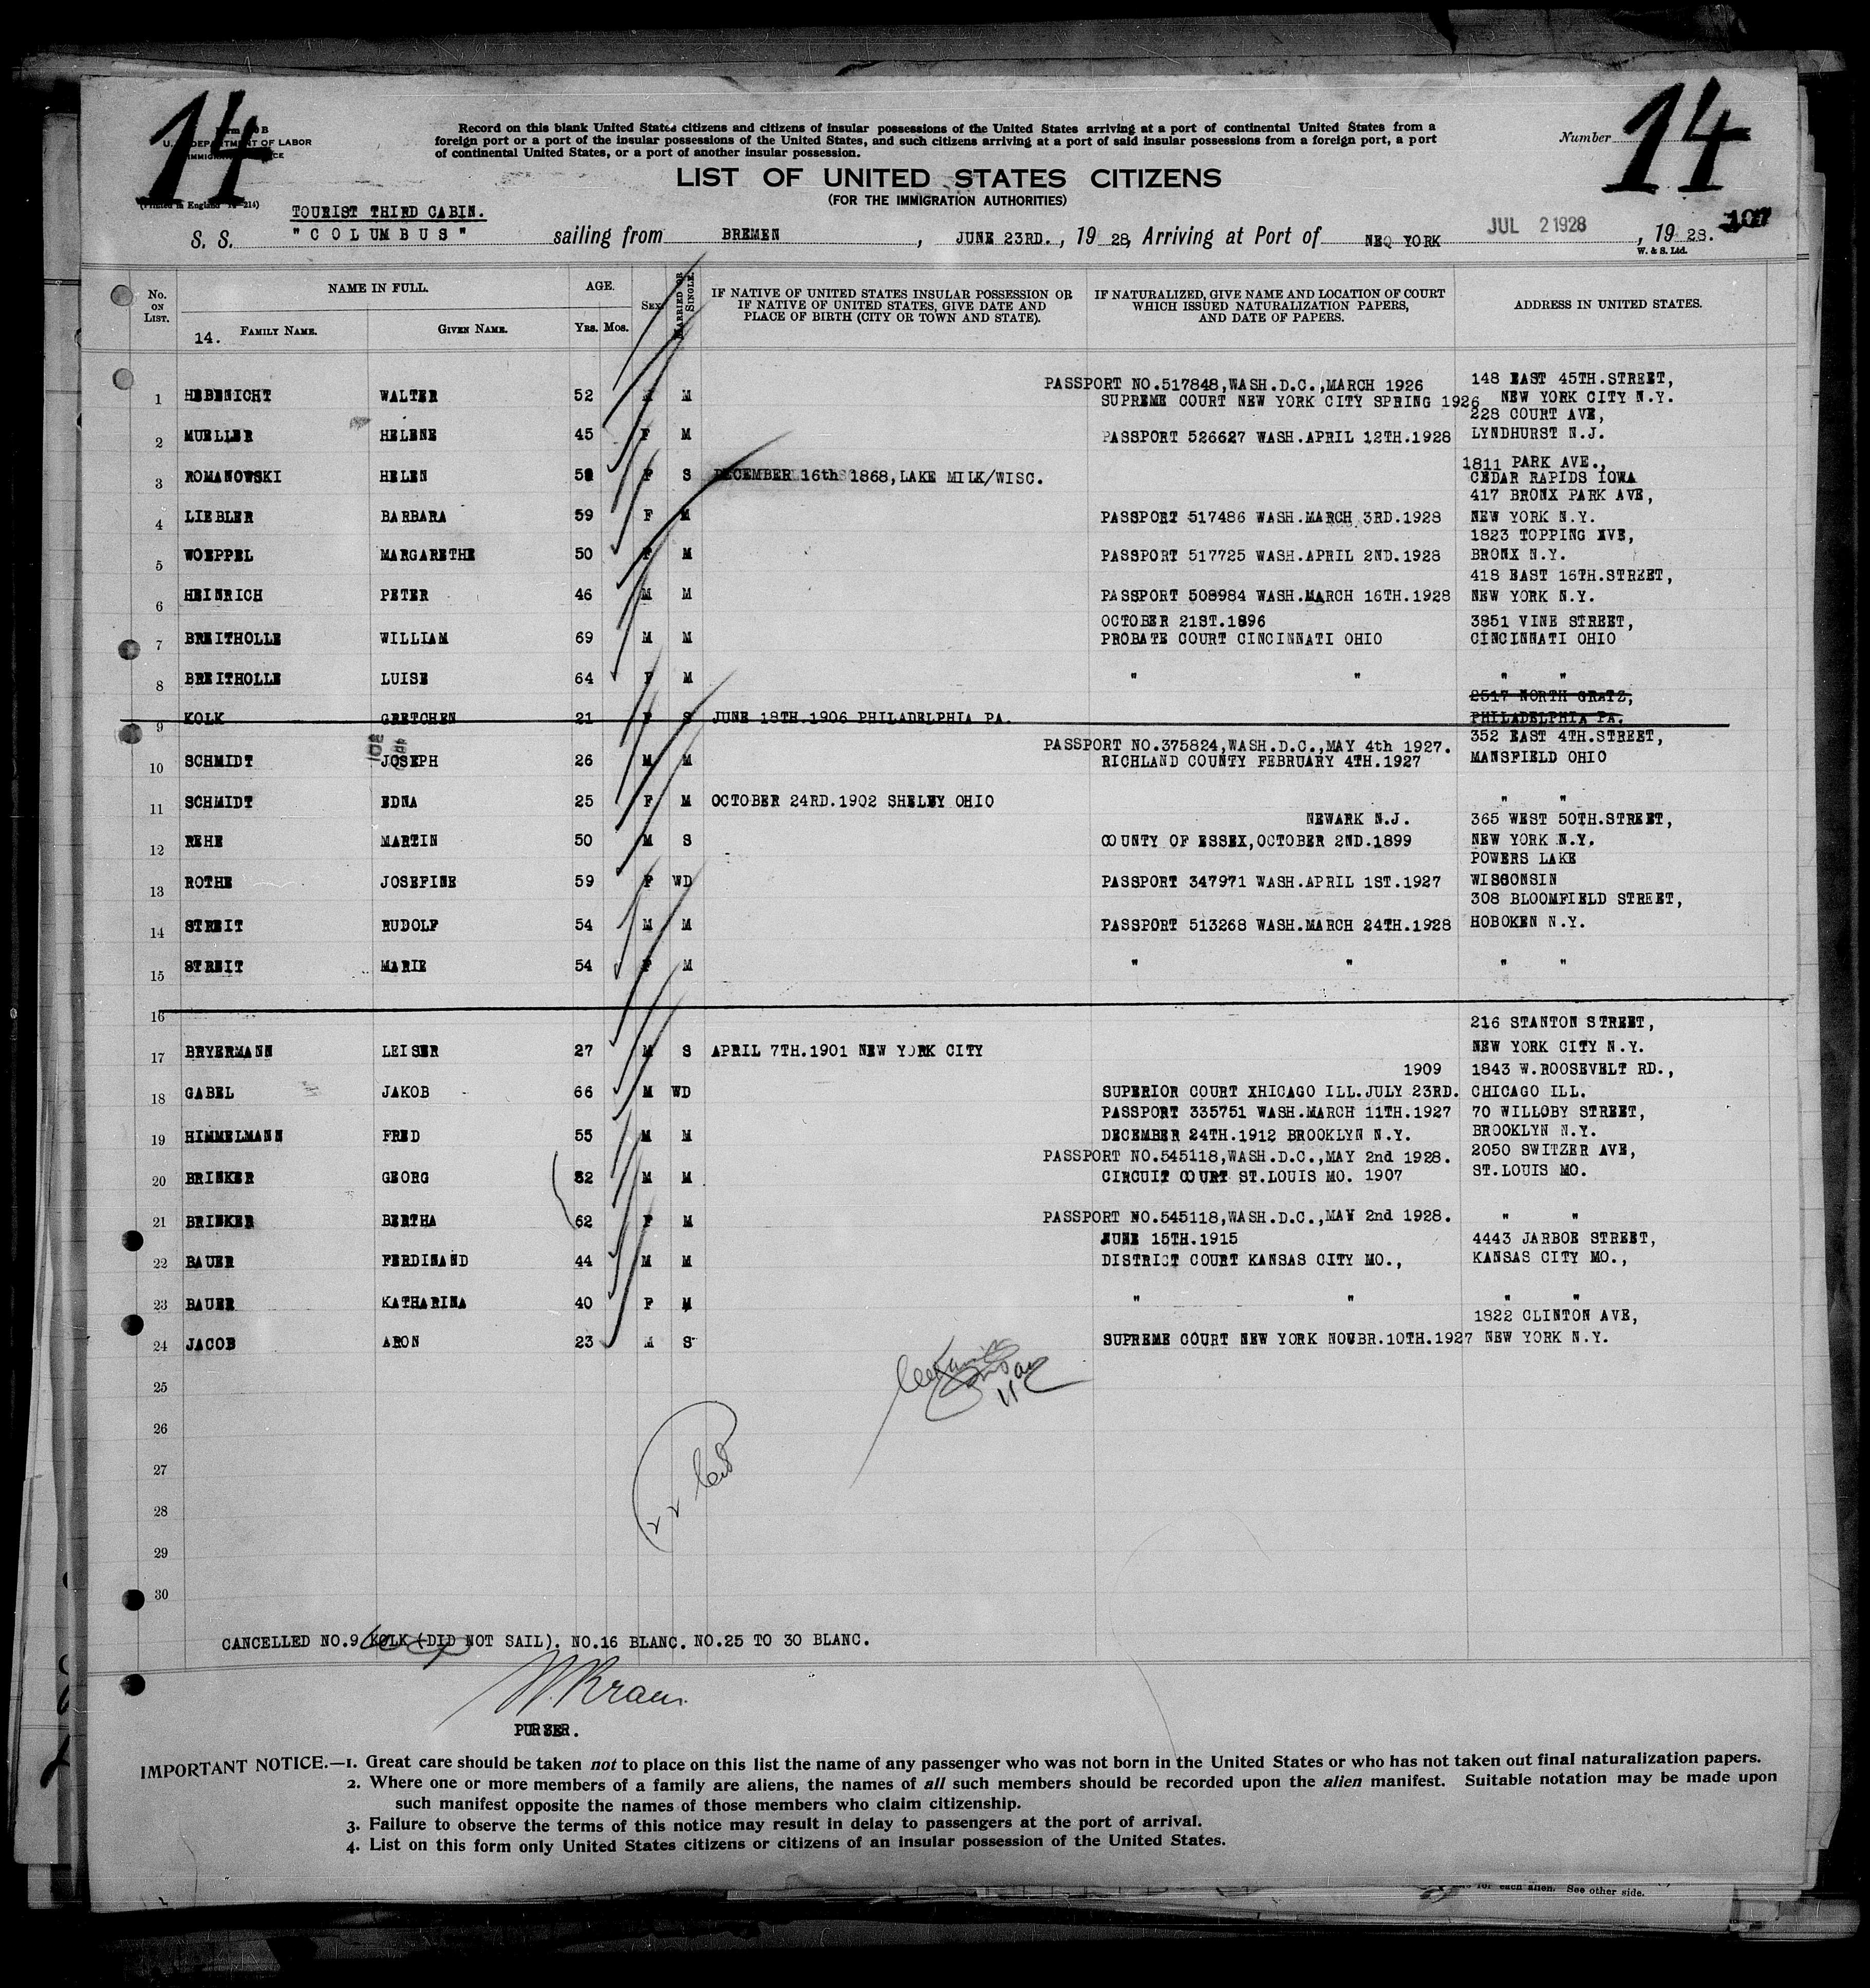 14
14
Form B
U. S. DEPARTMENT OF LABOR
IMMIGRATION SERVICE
(Printed in England 14-214)
Record on this blank United States citizens and citizens of insular possessions of the United States arriving at a port of continental United States from a
foreign port or a port of the insular possessions of the United States, and such citizens arriving at a port of said insular possessions from a foreign port, a port
of continental United States, or a port of another insular possession.
Number
LIST OF UNITED STATES CITIZENS
(FOR THE IMMIGRATION AUTHORITIES)
TOURIST THIRD CABIN.
S. S. "COLUMBUS" sailing from BREMEN, JUNE 23RD., 1928, Arriving at Port of NEQ YORK JUL 2 1928, 1928. 107
W. & S. Ltd.
No. ON LIST. NAME IN FULL. AGE. SEX MARRIED OR SINGLE. IF NATIVE OF UNITED STATES INSULAR POSSESSION OR IF NATIVE OF UNITED STATES, GIVE DATE AND PLACE OF BIRTH (CITY OR TOWN AND STATE). IF NATURALIZED, GIVE NAME AND LOCATION OF COURT WHICH ISSUED NATURALIZATION PAPERS, AND DATE OF PAPERS. ADDRESS IN UNITED STATES.
14. FAMILY NAME. GIVEN NAME. Yrs. Mos.
PASSPORT NO.517848,WASH.D.C.,MARCH 1926 148 EAST 45TH.STREET,
1 HEBENICHT WALTER 52 M M SUPREME COURT NEW YORK CITY SPRING 1926 NEW YORK CITY N.Y.
228 COURT AVE,
2 MUELLER HELENE 45 F M PASSPORT 526627 WASH.APRIL 12TH.1928 LYNDHURST N.J.
1811 PARK AVE.,
3 ROMANOWSKI HELEN F S DECEMBER 16th 1868,LAKE MILK/WISC. CEDAR RAPIDS IOWA
417 BRONX PARK AVE,
4 LIEBLER BARBARA 59 F M PASSPORT 517486 WASH.MARCH 3RD.1928 NEW YORK N.Y.
1823 TOPPING XVE,
5 WOEPPEL MARGARETHE 50 F M PASSPORT 517725 WASH.APRIL 2ND.1928 BRONX N.Y.
418 EAST 16TH.STREET,
6 HEINRICH PETER 46 M M PASSPORT 508984 WASH.MARCH 16TH.1928 NEW YORK N.Y.
OCTOBER 21ST.1896 3851 VINE STREET,
7 BREITHOLLE WILLIAM 69 M M PROBATE COURT CINCINNATI OHIO CINCINNATI OHIO
8 BREITHOLLE LUISE 64 F M " " " "
2517 NORTH GRATZ,
9 KOLK GRETCHEN 21 F S JUNE 18TH.1906 PHILADELPHIA PA. PHILADELPHIA PA.
PASSPORT NO.375824,WASH.D.C.,MAY 4th 1927. 352 EAST 4TH.STREET,
10 SCHMIDT JOSEPH 26 M M RICHLAND COUNTY FEBRUARY 4TH.1927 MANSFIELD OHIO
11 SCHMIDT EDNA 25 F M OCTOBER 24RD.1902 SHELBY OHIO " "
NEWARK N.J. 365 WEST 50TH.STREET,
12 REHE MARTIN 50 M S COUNTY OF ESSEX,OCTOBER 2ND.1899 NEW YORK N.Y.
POWERS LAKE
13 ROTHE JOSEFINE 59 F WD PASSPORT 347971 WASH.APRIL 1ST.1927 WISCONSIN
308 BLOOMFIELD STREET,
14 STREIT RUDOLF 54 M M PASSPORT 513268 WASH.MARCH 24TH.1928 HOBOKEN N.Y.
15 STREIT MARIE 54 F M " " " "
16
216 STANTON STREET,
17 BRYERMANN LEISER 27 M S APRIL 7TH.1901 NEW YORK CITY NEW YORK CITY N.Y.
1909 1843 W.ROOSEVELT RD.,
18 GABEL JAKOB 66 M WD SUPERIOR COURT XHICAGO ILL.JULY 23RD. CHICAGO ILL.
PASSPORT 335751 WASH.MARCH 11TH.1927 70 WILLOBY STREET,
19 HIMMELMANN FRED 55 M M DECEMBER 24TH.1912 BROOKLYN N.Y. BROOKLYN N.Y.
PASSPORT NO.545118,WASH.D.C.,MAY 2nd 1928. 2050 SWITZER AVE,
20 BRINKER GEORG M M CIRCUIT COURT ST.LOUIS MO. 1907 ST.LOUIS MO.
21 BRINKER BERTHA 62 F M PASSPORT NO.545118,WASH.D.C.,MAY 2nd 1928. " "
JUNE 15TH.1915 4443 JARBOE STREET,
22 BAUER FERDINAND 44 M M DISTRICT COURT KANSAS CITY MO., KANSAS CITY MO.,
23 BAUER KATHARINA 40 F M " " " "
1822 CLINTON AVE,
24 JACOB ARON 23 M S SUPREME COURT NEW YORK NOVBR.10TH.1927 NEW YORK N.Y.
25
26
27
28
29
30
CANCELLED NO.9 KOLK (DID NOT SAIL). NO.16 BLANC. NO.25 TO 30 BLANC.
PURSER.
IMPORTANT NOTICE.—1. Great care should be taken not to place on this list the name of any passenger who was not born in the United States or who has not taken out final naturalization papers.
2. Where one or more members of a family are aliens, the names of all such members should be recorded upon the alien manifest. Suitable notation may be made upon
such manifest opposite the names of those members who claim citizenship.
3. Failure to observe the terms of this notice may result in delay to passengers at the port of arrival.
4. List on this form only United States citizens or citizens of an insular possession of the United States.
for each alien. See other side.